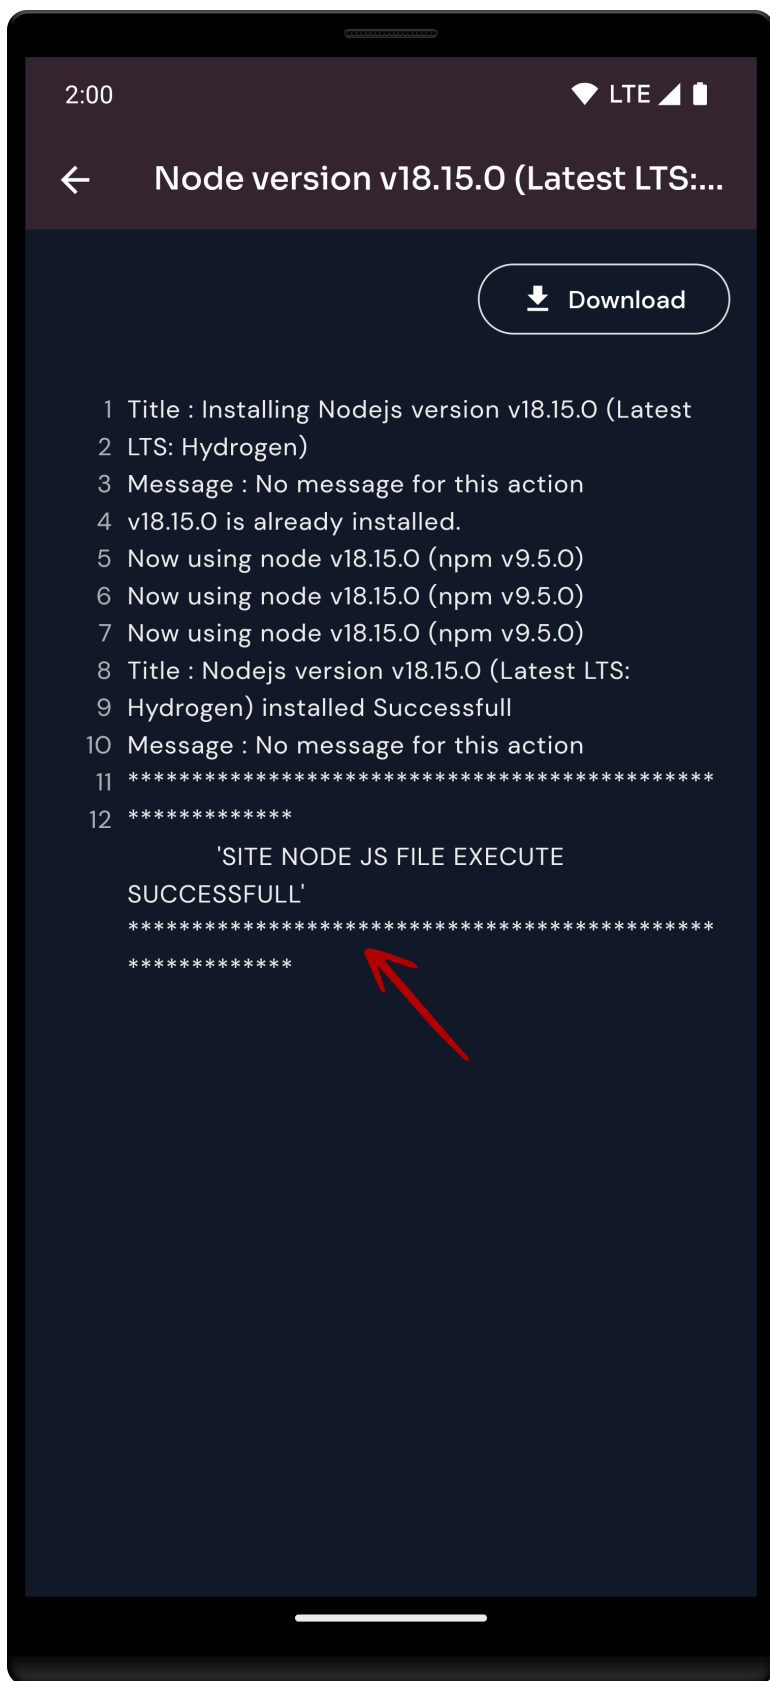 2:00 LTE
Node version v18.15.0 (Latest LTS:...
Download
1 Title : Installing Nodejs version v18.15.0 (Latest
2 LTS: Hydrogen)
3 Message : No message for this action
4 v18.15.0 is already installed.
5 Now using node v18.15.0 (npm v9.5.0)
6 Now using node v18.15.0 (npm v9.5.0)
7 Now using node v18.15.0 (npm v9.5.0)
8 Title : Nodejs version v18.15.0 (Latest LTS:
9 Hydrogen) installed Successfull
10 Message : No message for this action
11 **********************************************
12 *************
'SITE NODE JS FILE EXECUTE
SUCCESSFULL'
**********************************************
*************